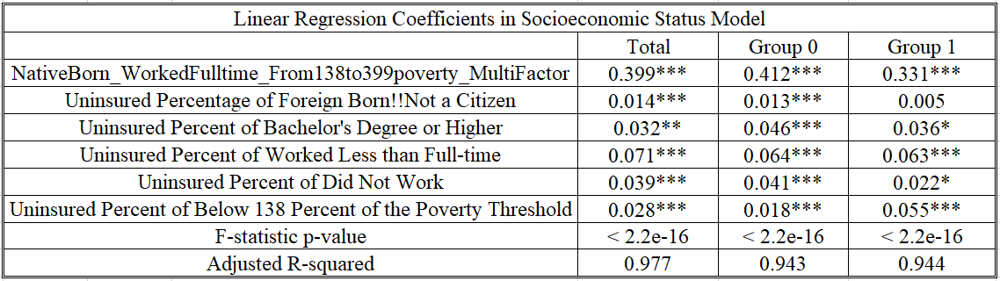 Linear Regression Coefficients in Socioeconomic Status Model
Total Group 0 Group 1
NativeBorn_WorkedFulltime_From138to399poverty_MultiFactor 0.399*** 0.412*** 0.331***
Uninsured Percentage of Foreign Born!!Not a Citizen 0.014*** 0.013*** 0.005
Uninsured Percent of Bachelor's Degree or Higher 0.032** 0.046*** 0.036*
Uninsured Percent of Worked Less than Full-time 0.071*** 0.064*** 0.063***
Uninsured Percent of Did Not Work 0.039*** 0.041*** 0.022*
Uninsured Percent of Below 138 Percent of the Poverty Threshold 0.028*** 0.018*** 0.055***
F-statistic p-value < 2.2e-16 < 2.2e-16 < 2.2e-16
Adjusted R-squared 0.977 0.943 0.944